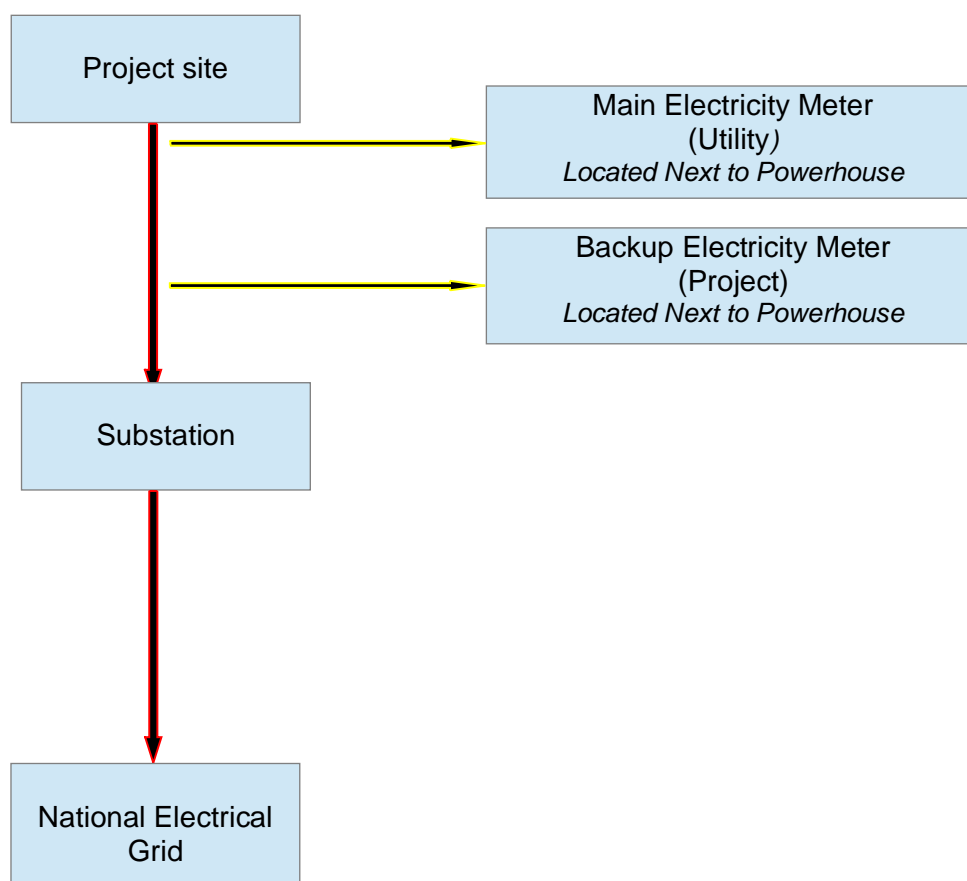 Project site
Main Electricity Meter
(Utility)
Located Next to Powerhouse
Backup Electricity Meter
(Project)
Located Next to Powerhouse
Substation
National Electrical
Grid